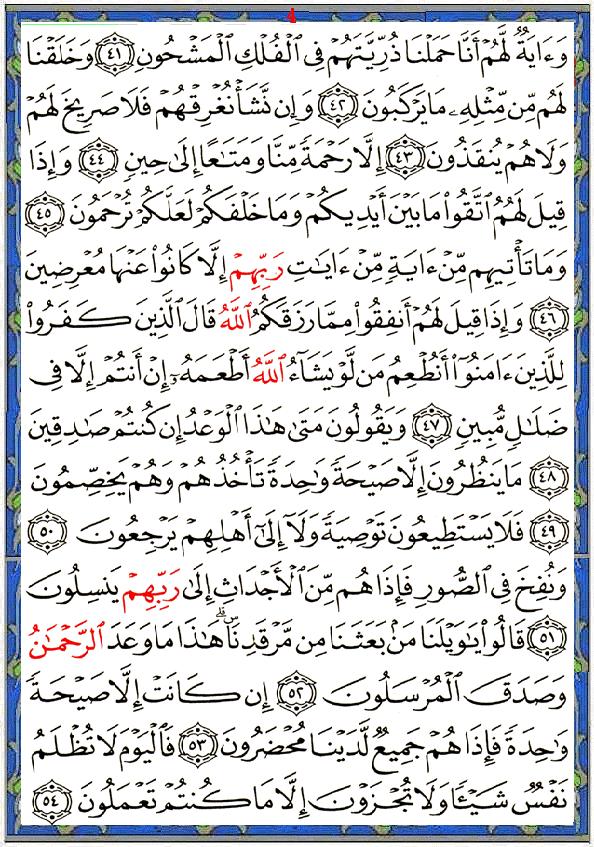 4
وَءَايَةٌ لَّهُمْ أَنَّا حَمَلْنَا ذُرِّيَّتَهُمْ فِي ٱلْفُلْكِ ٱلْمَشْحُونِ ٤١ وَخَلَقْنَا
لَهُم مِّن مِّثْلِهِۦ مَا يَرْكَبُونَ ٤٢ وَإِن نَّشَأْ نُغْرِقْهُمْ فَلَا صَرِيخَ لَهُمْ
وَلَا هُمْ يُنقَذُونَ ٤٣ إِلَّا رَحْمَةً مِّنَّا وَمَتَٰعًا إِلَىٰ حِينٍ ٤٤ وَإِذَا
قِيلَ لَهُمُ ٱتَّقُوا۟ مَا بَيْنَ أَيْدِيكُمْ وَمَا خَلْفَكُمْ لَعَلَّكُمْ تُرْحَمُونَ ٤٥
وَمَا تَأْتِيهِم مِّنْ ءَايَةٍ مِّنْ ءَايَٰتِ رَبِّهِمْ إِلَّا كَانُوا۟ عَنْهَا مُعْرِضِينَ
٤٦ وَإِذَا قِيلَ لَهُمْ أَنفِقُوا۟ مِمَّا رَزَقَكُمُ ٱللَّهُ قَالَ ٱلَّذِينَ كَفَرُوا۟
لِلَّذِينَ ءَامَنُوٓا۟ أَنُطْعِمُ مَن لَّوْ يَشَآءُ ٱللَّهُ أَطْعَمَهُۥٓ إِنْ أَنتُمْ إِلَّا فِي
ضَلَٰلٍ مُّبِينٍ ٤٧ وَيَقُولُونَ مَتَىٰ هَٰذَا ٱلْوَعْدُ إِن كُنتُمْ صَٰدِقِينَ
٤٨ مَا يَنظُرُونَ إِلَّا صَيْحَةً وَٰحِدَةً تَأْخُذُهُمْ وَهُمْ يَخِصِّمُونَ
٤٩ فَلَا يَسْتَطِيعُونَ تَوْصِيَةً وَلَآ إِلَىٰٓ أَهْلِهِمْ يَرْجِعُونَ ٥٠
وَنُفِخَ فِي ٱلصُّورِ فَإِذَا هُم مِّنَ ٱلْأَجْدَاثِ إِلَىٰ رَبِّهِمْ يَنسِلُونَ
٥١ قَالُوا۟ يَٰوَيْلَنَا مَنۢ بَعَثَنَا مِن مَّرْقَدِنَا ۜ ۗ هَٰذَا مَا وَعَدَ ٱلرَّحْمَٰنُ
وَصَدَقَ ٱلْمُرْسَلُونَ ٥٢ إِن كَانَتْ إِلَّا صَيْحَةً
وَٰحِدَةً فَإِذَا هُمْ جَمِيعٌ لَّدَيْنَا مُحْضَرُونَ ٥٣ فَٱلْيَوْمَ لَا تُظْلَمُ
نَفْسٌ شَيْـًٔا وَلَا تُجْزَوْنَ إِلَّا مَا كُنتُمْ تَعْمَلُونَ ٥٤